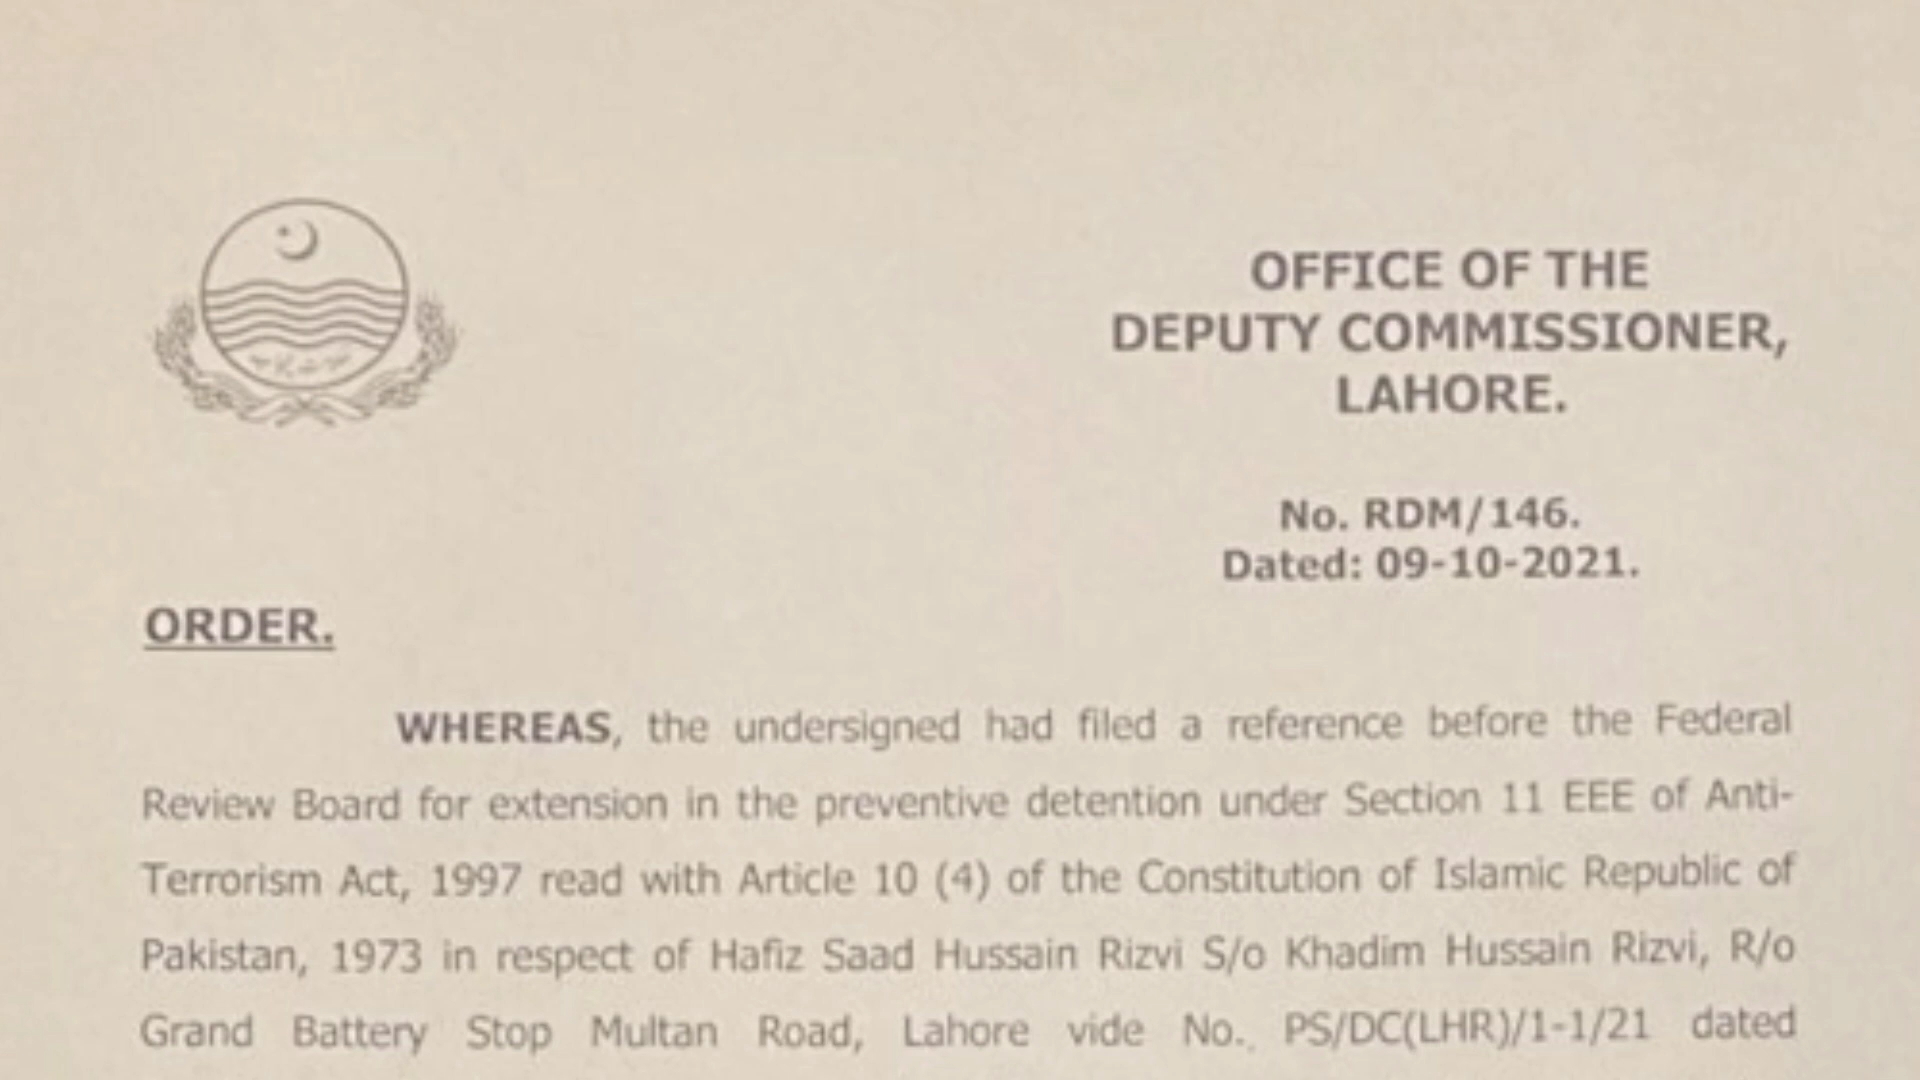 OFFICE OF THE
DEPUTY COMMISSIONER,
LAHORE.
No. RDM/146.
Dated: 09-10-2021.
ORDER.
WHEREAS, the undersigned had filed a reference before the Federal
Review Board for extension in the preventive detention under Section 11 EEE of Anti-
Terrorism Act, 1997 read with Article 10 (4) of the Constitution of Islamic Republic of
Pakistan, 1973 in respect of Hafiz Saad Hussain Rizvi S/o Khadim Hussain Rizvi, R/o
Grand Battery Stop Multan Road, Lahore vide No. PS/DC(LHR)/1-1/21 dated